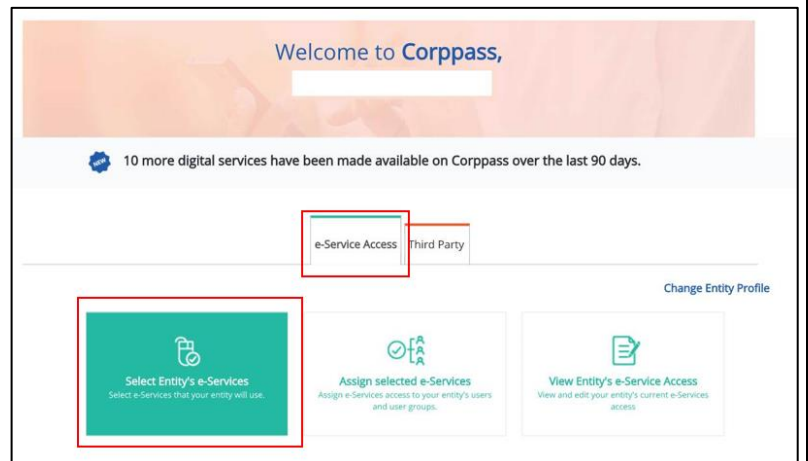 Welcome to Corppass,
NEW
10 more digital services have been made available on Corppass over the last 90 days.
e-Service Access
Third Party
Change Entity Profile
Select Entity's e-Services
Select e-Services that your entity will use.
Assign selected e-Services
Assign e-Services access to your entity's users
and user groups.
View Entity's e-Service Access
View and edit your entity's current e-Services
access